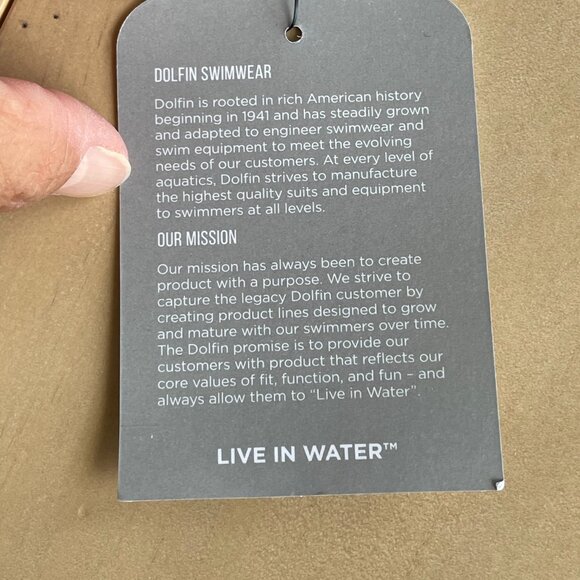 DOLFIN SWIMWEAR
Dolfin is rooted in rich American history
beginning in 1941 and has steadily grown
and adapted to engineer swimwear and
swim equipment to meet the evolving
needs of our customers. At every level of
aquatics, Dolfin strives to manufacture
the highest quality suits and equipment
to swimmers at all levels.
OUR MISSION
Our mission has always been to create
product with a purpose. We strive to
capture the legacy Dolfin customer by
creating product lines designed to grow
and mature with our swimmers over time.
The Dolfin promise is to provide our
customers with product that reflects our
core values of fit, function, and fun – and
always allow them to “Live in Water”.
LIVE IN WATER™